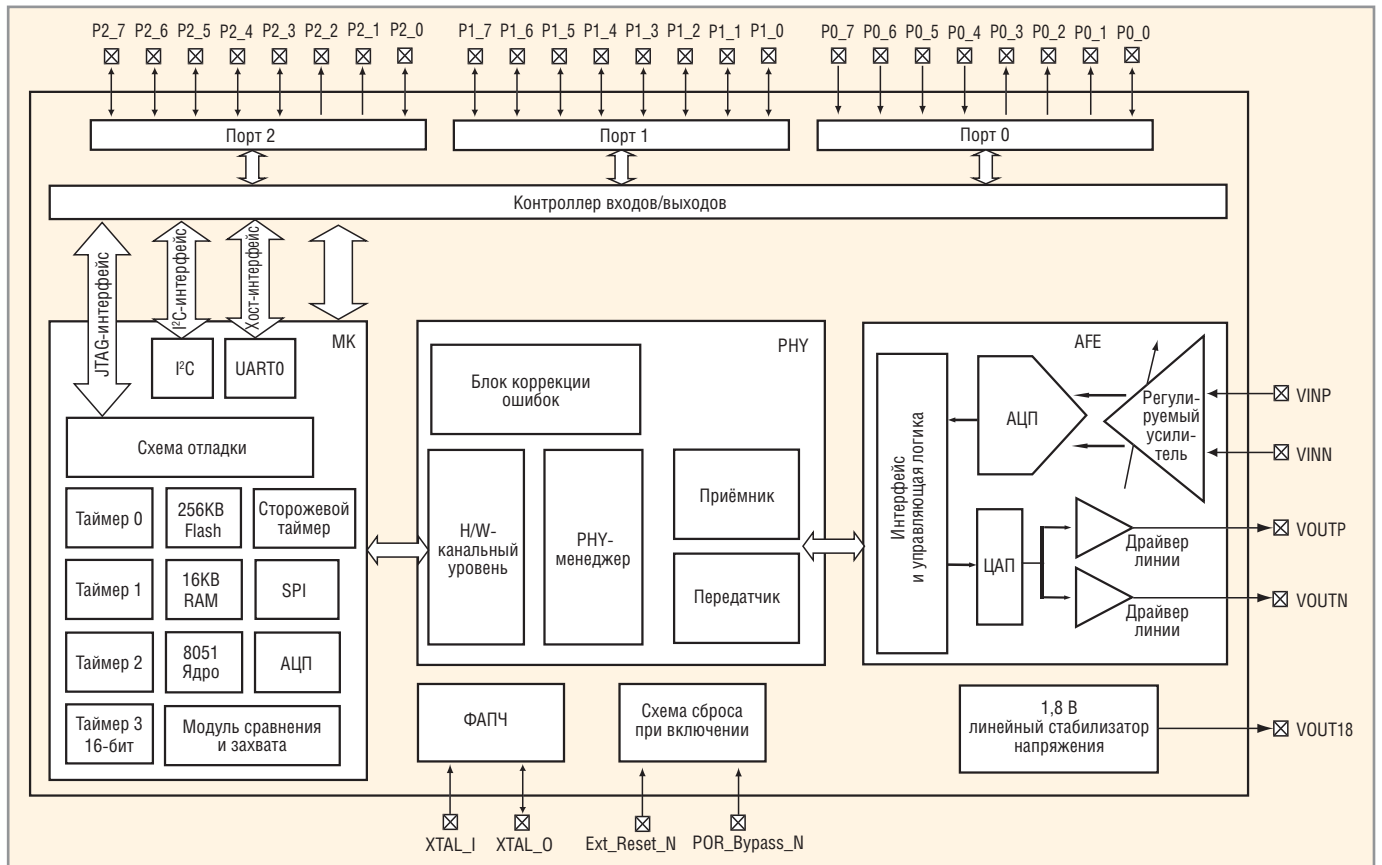 P2_7 P2_6 P2_5 P2_4 P2_3 P2_2 P2_1 P2_0 P1_7 P1_6 P1_5 P1_4 P1_3 P1_2 P1_1 P1_0 P0_7 P0_6 P0_5 P0_4 P0_3 P0_2 P0_1 P0_0
Порт 2
Порт 1
Порт 0
Контроллер входов/выходов
JTAG-интерфейс
I²C-интерфейс
Хост-интерфейс
МК
I²C
UART0
Схема отладки
Таймер 0
256KB
Flash
Сторожевой
таймер
Таймер 1
16KB
RAM
SPI
Таймер 2
8051
Ядро
АЦП
Таймер 3
16-бит
Модуль сравнения
и захвата
PHY
Блок коррекции
ошибок
H/W-
канальный
уровень
PHY-
менеджер
Приёмник
Передатчик
AFE
Интерфейс
и управляющая логика
АЦП
Регули-
руемый
усили-
тель
ЦАП
Драйвер
линии
Драйвер
линии
VINP
VINN
VOUTP
VOUTN
ФАПЧ
Схема сброса
при включении
1,8 В
линейный стабилизатор
напряжения
VOUT18
XTAL_I XTAL_O Ext_Reset_N POR_Bypass_N